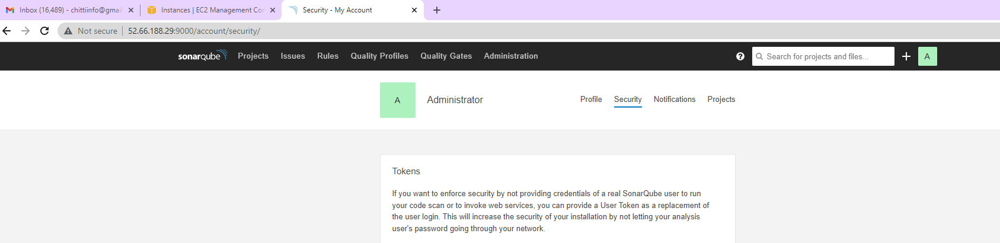 Inbox (16,489) - chittiinfo@gmail
Instances | EC2 Management Con
Security - My Account
Not secure | 52.66.188.29:9000/account/security/
sonarqube Projects Issues Rules Quality Profiles Quality Gates Administration ? Search for projects and files... + A
A Administrator Profile Security Notifications Projects
Tokens
If you want to enforce security by not providing credentials of a real SonarQube user to run
your code scan or to invoke web services, you can provide a User Token as a replacement of
the user login. This will increase the security of your installation by not letting your analysis
user's password going through your network.